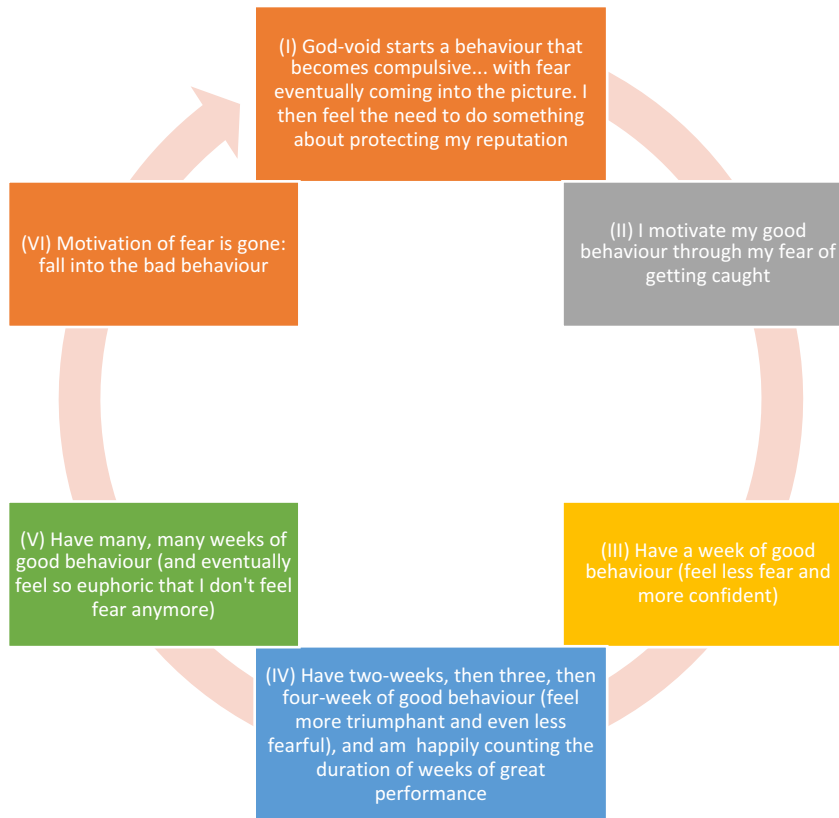 (I) God-void starts a behaviour that
becomes compulsive... with fear
eventually coming into the picture. I
then feel the need to do something
about protecting my reputation
(II) I motivate my good
behaviour through my fear of
getting caught
(III) Have a week of good
behaviour (feel less fear and
more confident)
(IV) Have two-weeks, then three, then
four-week of good behaviour (feel
more triumphant and even less
fearful), and am  happily counting the
duration of weeks of great
performance
(V) Have many, many weeks of
good behaviour (and eventually
feel so euphoric that I don't feel
fear anymore)
(VI) Motivation of fear is gone:
fall into the bad behaviour